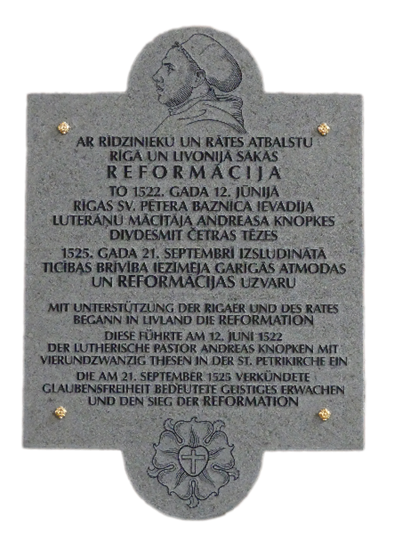 AR RĪDZINIEKU UN RĀTES ATBALSTU
RĪGĀ UN LIVONIJĀ SĀKĀS
REFORMĀCIJA
TO 1522. GADA 12. JŪNIJĀ
RĪGAS SV. PĒTERA BAZNĪCĀ IEVADĪJA
LUTERĀŅU MĀCĪTĀJA ANDREASA KNOPKES
DIVDESMIT ČETRAS TĒZES
1525. GADA 21. SEPTEMBRĪ IZSLUDINĀTĀ
TICĪBAS BRĪVĪBA IEZĪMĒJA GARĪGĀS ATMODAS
UN REFORMĀCIJAS UZVARU
MIT UNTERSTÜTZUNG DER RIGAER UND DES RATES
BEGANN IN LIVLAND DIE REFORMATION
DIESE FÜHRTE AM 12. JUNI 1522
DER LUTHERISCHE PASTOR ANDREAS KNOPKEN MIT
VIERUNDZWANZIG THESEN IN DER ST. PETRIKIRCHE EIN
DIE AM 21. SEPTEMBER 1525 VERKÜNDETE
GLAUBENSFREIHEIT BEDEUTETE GEISTIGES ERWACHEN
UND DEN SIEG DER REFORMATION